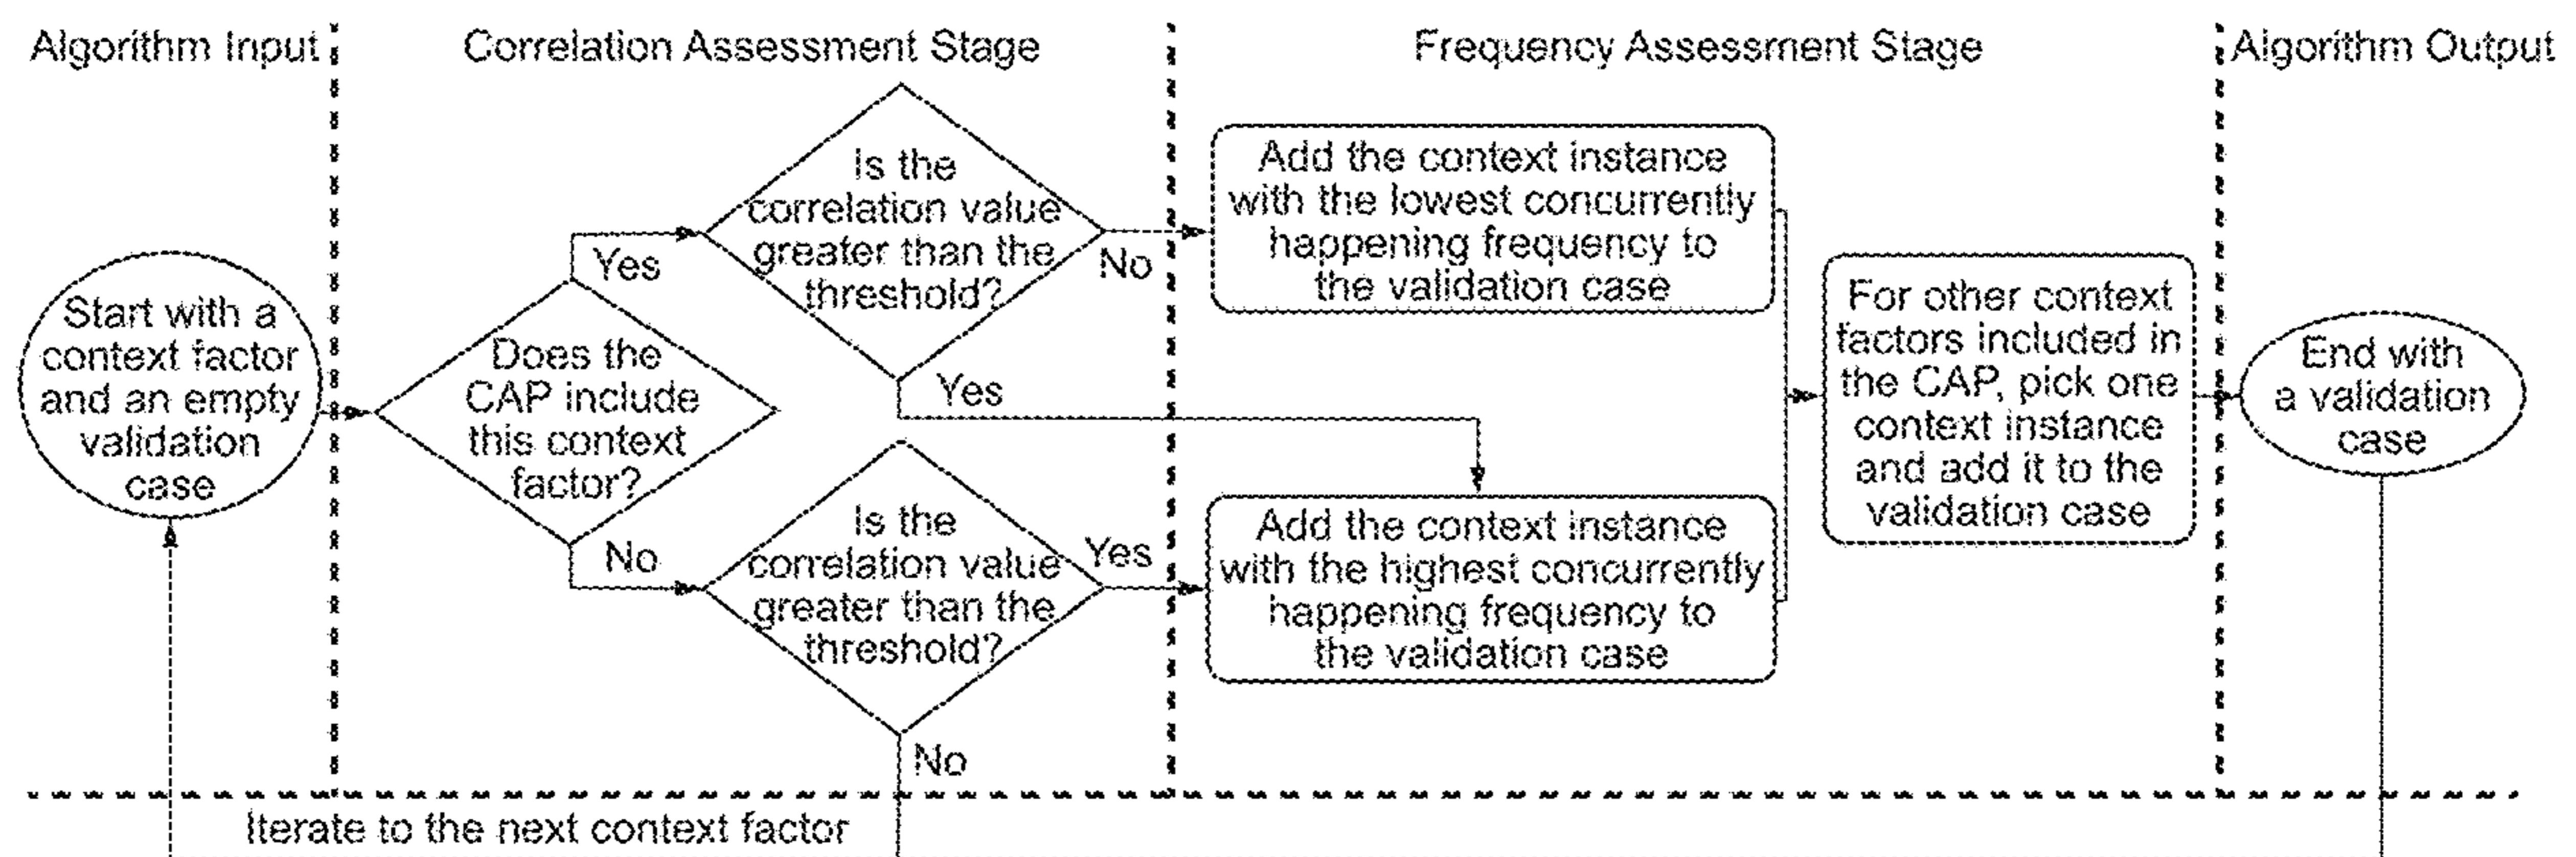 Algorithm Input
Correlation Assessment Stage
Frequency Assessment Stage
Algorithm Output
Start with a
context factor
and an empty
validation
case
Does the
CAP include
this context
factor?
Yes
No
Is the
correlation value
greater than the
threshold?
No
Yes
Is the
correlation value
greater than the
threshold?
Yes
No
Add the context instance
with the lowest concurrently
happening frequency to
the validation case
Add the context instance
with the highest concurrently
happening frequency to
the validation case
For other context
factors included in
the CAP, pick one
context instance
and add it to the
validation case
End with
a validation
case
Iterate to the next context factor